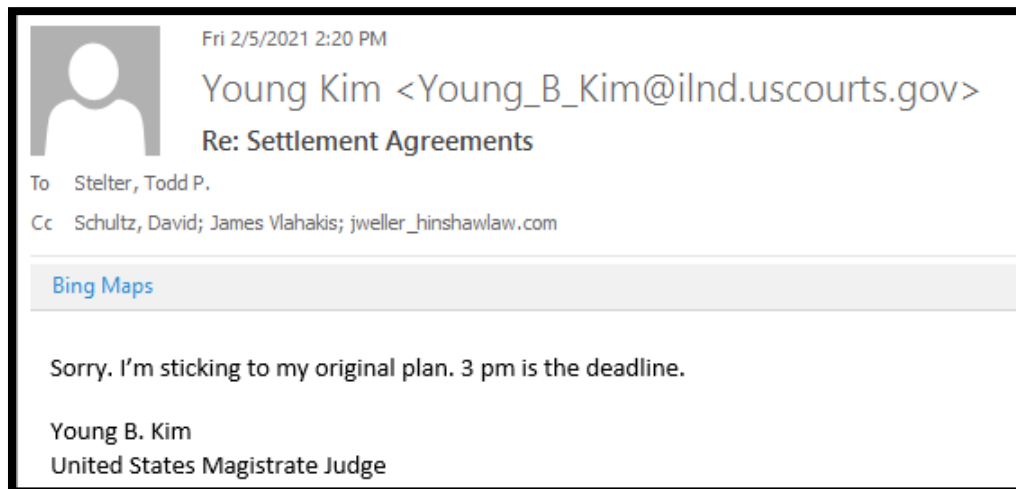 Fri 2/5/2021 2:20 PM
Young Kim <Young_B_Kim@ilnd.uscourts.gov>
Re: Settlement Agreements
To Stelter, Todd P.
Cc Schultz, David; James Vlahakis; jweller_hinshawlaw.com
Bing Maps
Sorry. I'm sticking to my original plan. 3 pm is the deadline.
Young B. Kim
United States Magistrate Judge